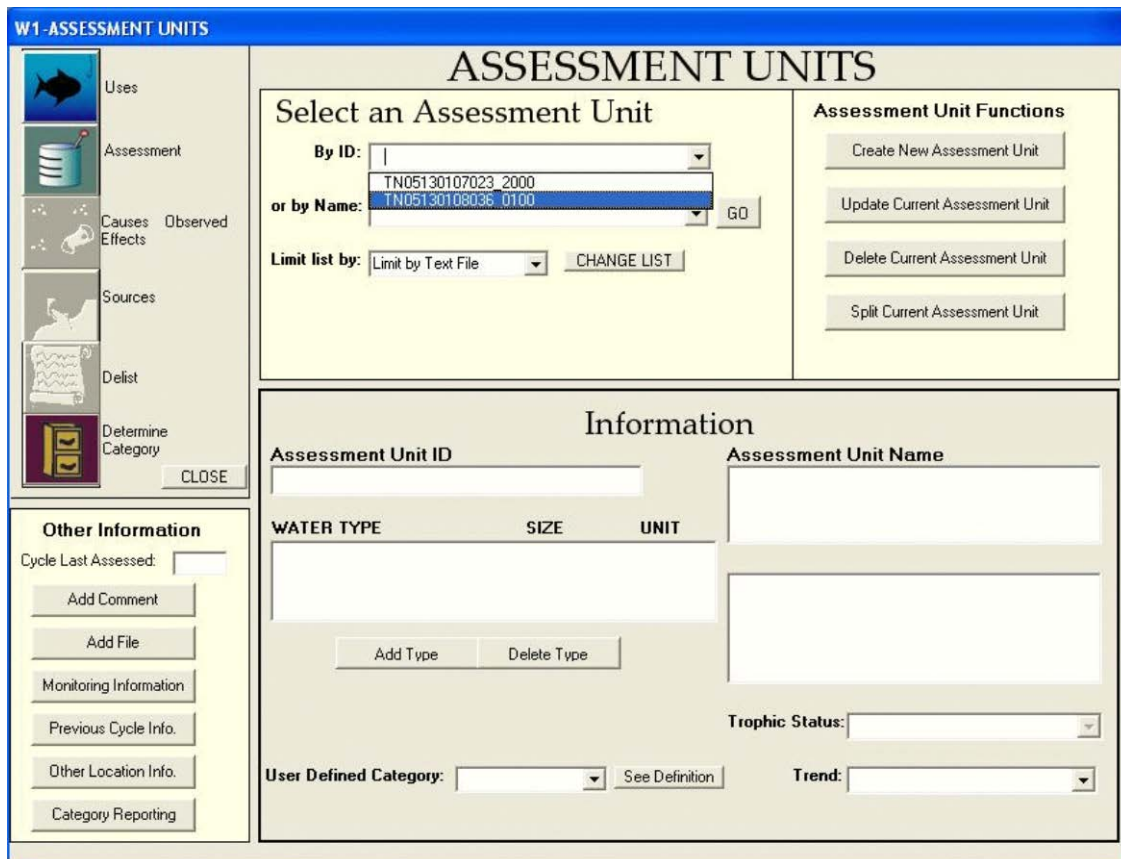 W1-ASSESSMENT UNITS
Uses
Assessment
Causes Observed
Effects
Sources
Delist
Determine
Category
CLOSE
Other Information
Cycle Last Assessed:
Add Comment
Add File
Monitoring Information
Previous Cycle Info.
Other Location Info.
Category Reporting
ASSESSMENT UNITS
Select an Assessment Unit
By ID:
TN05130107023_2000
TN05130108036_0100
or by Name:
GO
Limit list by: Limit by Text File CHANGE LIST
Assessment Unit Functions
Create New Assessment Unit
Update Current Assessment Unit
Delete Current Assessment Unit
Split Current Assessment Unit
Information
Assessment Unit ID
Assessment Unit Name
WATER TYPE SIZE UNIT
Add Type Delete Type
Trophic Status:
User Defined Category: See Definition
Trend: